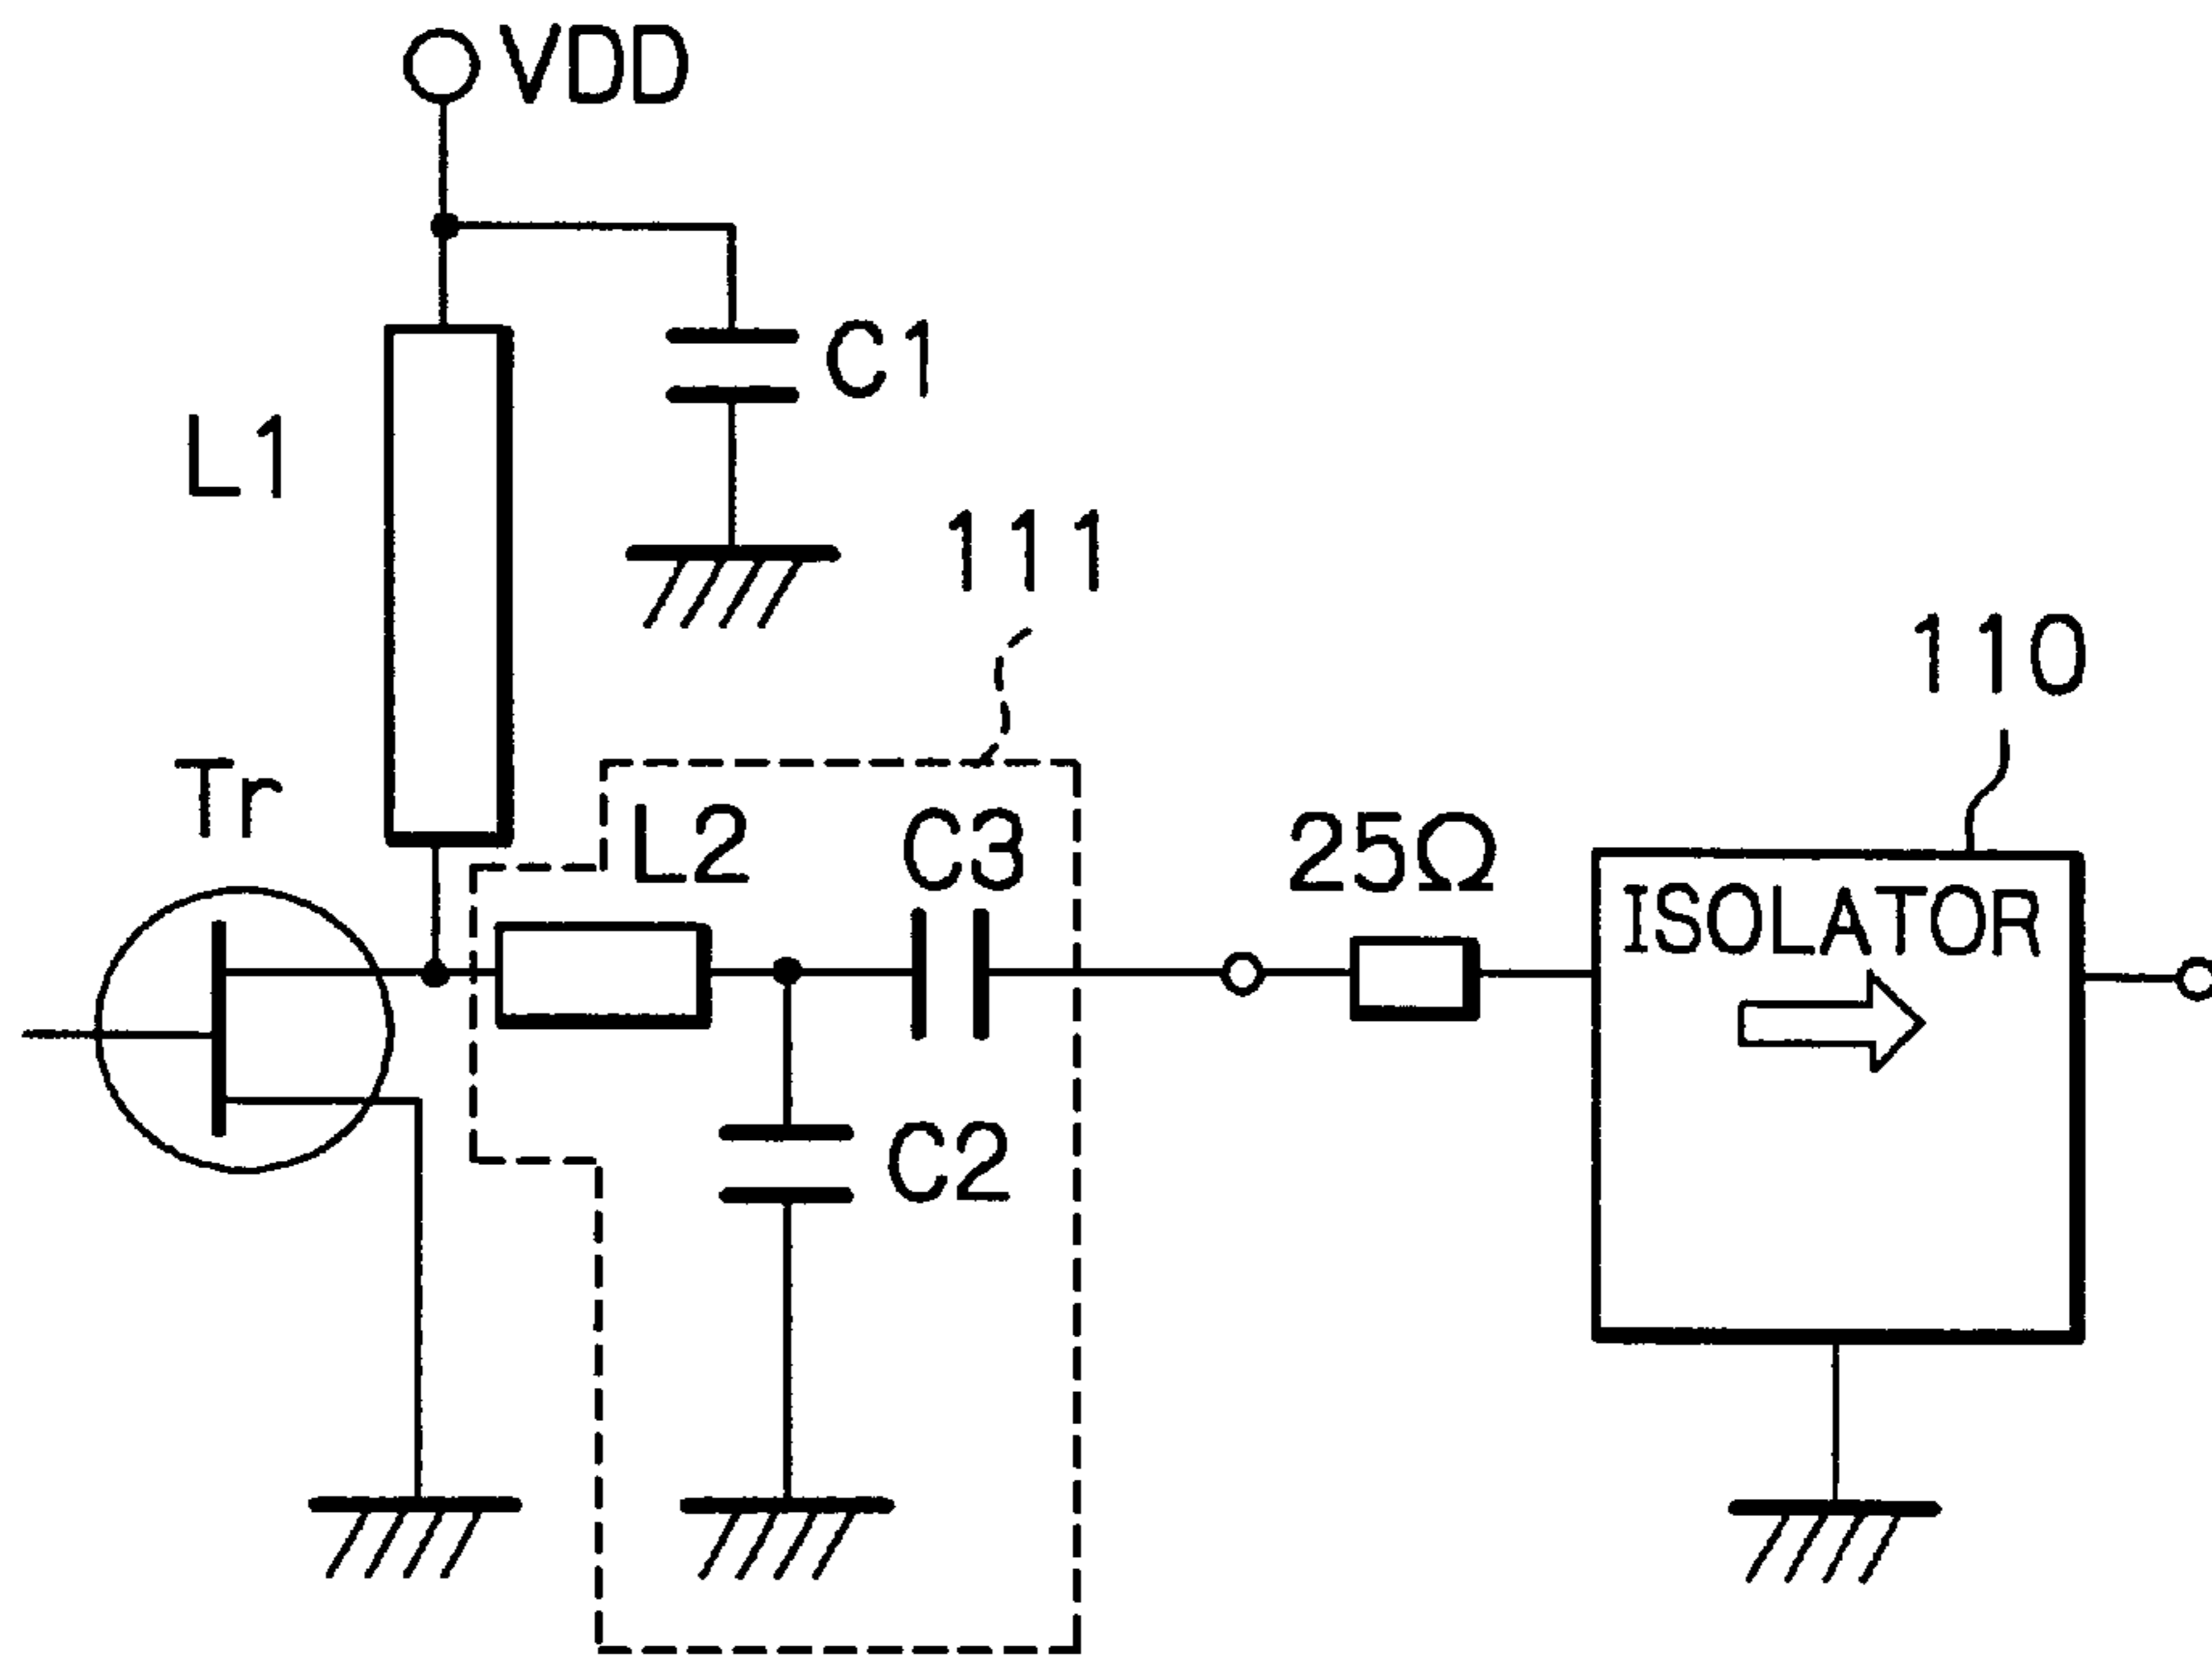 VDD
C1
L1
111
110
Tr
L2
C3
25Ω
ISOLATOR
C2